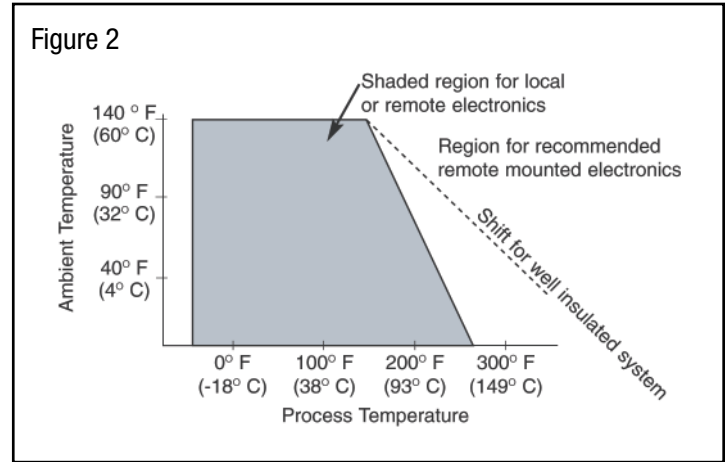 Figure 2
Shaded region for local
or remote electronics
140 ° F
(60° C)
Region for recommended
remote mounted electronics
90° F
(32° C)
Ambient Temperature
Shift for well insulated system
40° F
(4° C)
0° F 100° F 200° F 300° F
(-18° C) (38° C) (93° C) (149° C)
Process Temperature